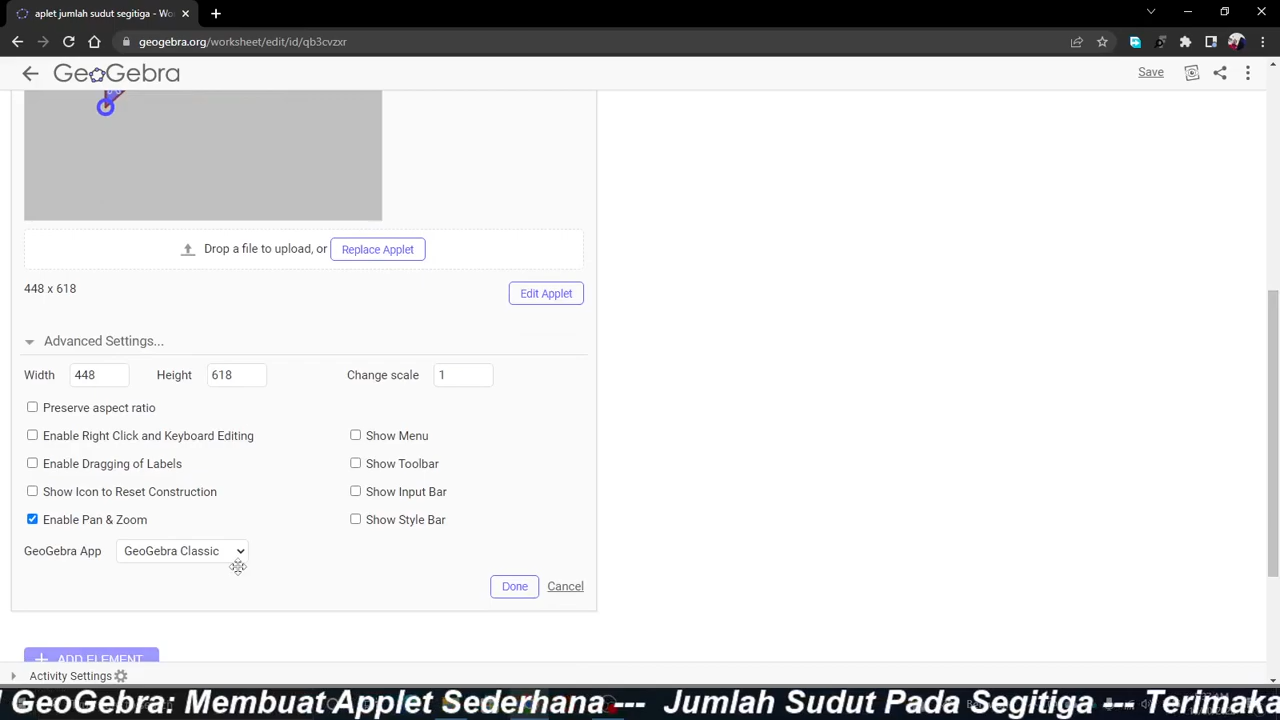 aplet jumlah sudut segitiga - Wo
geogebra.org/worksheet/edit/id/qb3cvzxr
GeoGebra
Save
Drop a file to upload, or Replace Applet
448 x 618
Edit Applet
Advanced Settings...
Width 448 Height 618 Change scale 1
Preserve aspect ratio
Enable Right Click and Keyboard Editing Show Menu
Enable Dragging of Labels Show Toolbar
Show Icon to Reset Construction Show Input Bar
Enable Pan & Zoom Show Style Bar
GeoGebra App GeoGebra Classic
Done Cancel
+ ADD ELEMENT
Activity Settings
l GeoGebra: Membuat Applet Sederhana --- Jumlah Sudut Pada Segitiga --- Terimaka